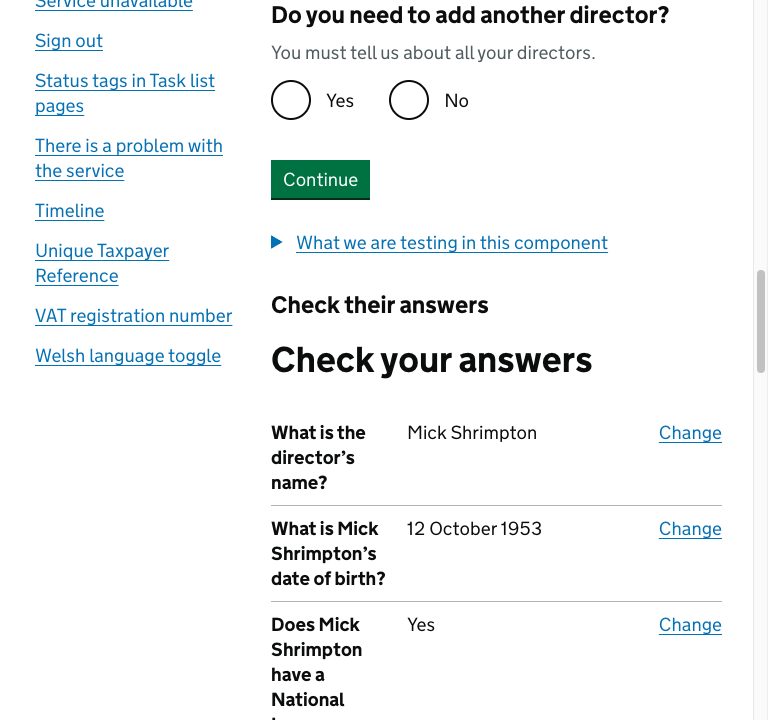 Service unavailable
Sign out
Status tags in Task list
pages
There is a problem with
the service
Timeline
Unique Taxpayer
Reference
VAT registration number
Welsh language toggle
Do you need to add another director?
You must tell us about all your directors.
Yes
No
Continue
What we are testing in this component
Check their answers
Check your answers
What is the
director’s
name?
Mick Shrimpton
Change
What is Mick
Shrimpton’s
date of birth?
12 October 1953
Change
Does Mick
Shrimpton
have a
National
Yes
Change